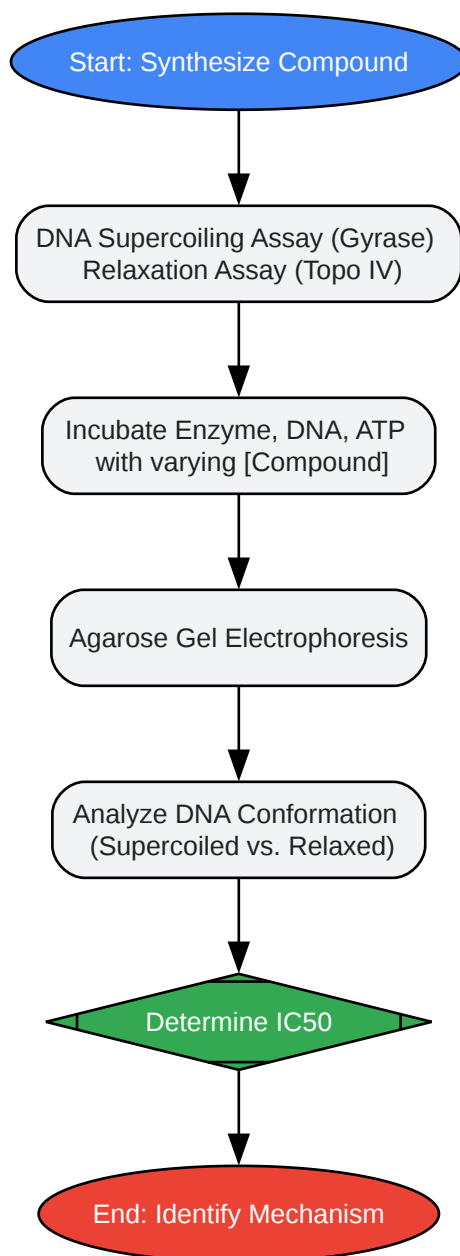 Start: Synthesize Compound
DNA Supercoiling Assay (Gyrase)
Relaxation Assay (Topo IV)
Incubate Enzyme, DNA, ATP
with varying [Compound]
Agarose Gel Electrophoresis
Analyze DNA Conformation
(Supercoiled vs. Relaxed)
Determine IC50
End: Identify Mechanism